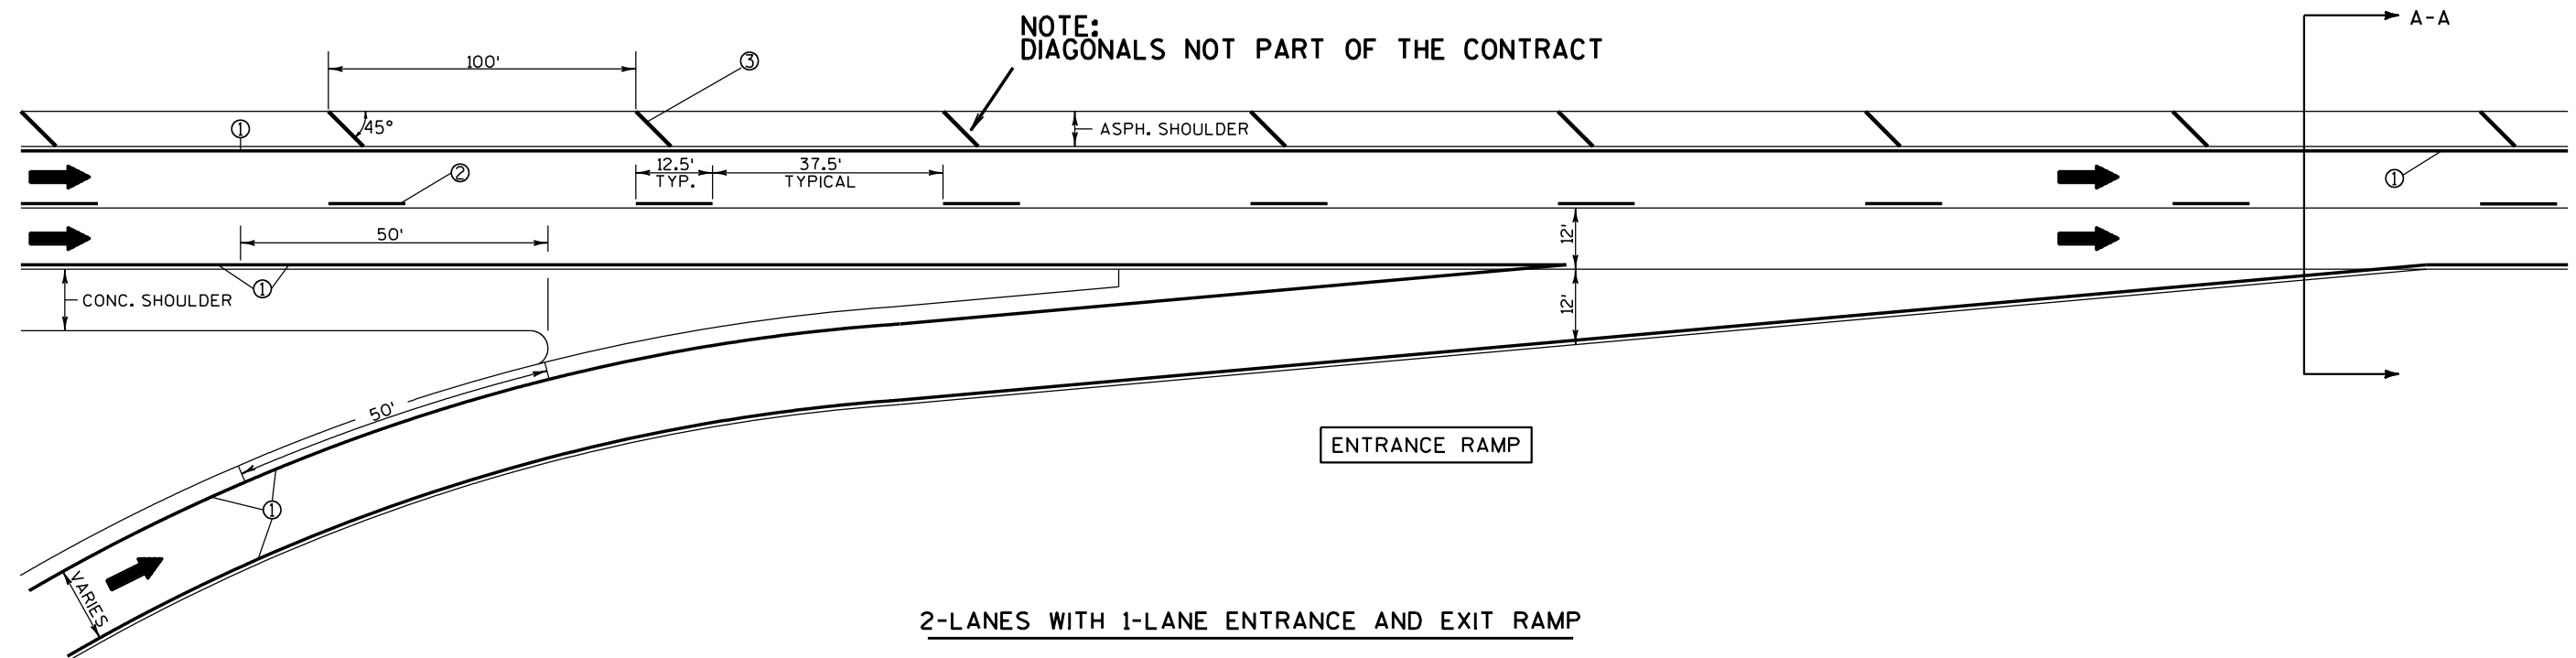 NOTE:
DIAGONALS NOT PART OF THE CONTRACT
A-A
100'
③
①
45°
ASPH. SHOULDER
②
12.5'
TYP.
37.5'
TYPICAL
①
50'
12'
①
CONC. SHOULDER
12'
50'
ENTRANCE RAMP
①
VARIES
2-LANES WITH 1-LANE ENTRANCE AND EXIT RAMP